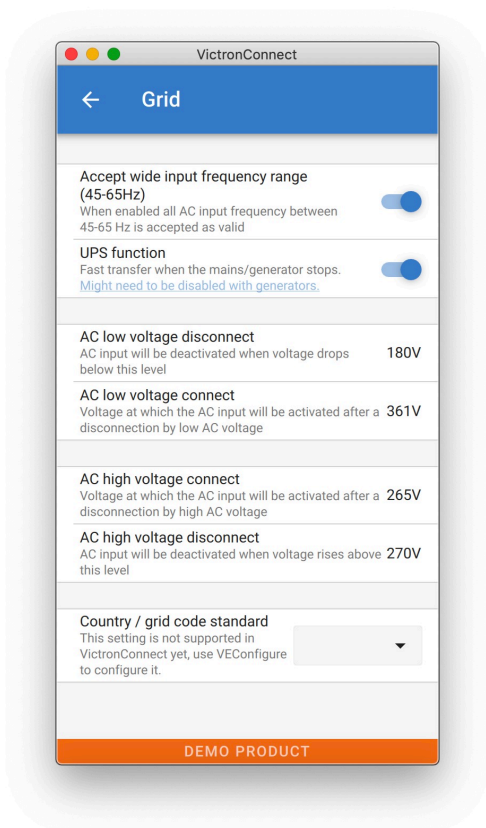 VictronConnect
Grid
Accept wide input frequency range
(45-65Hz)
When enabled all AC input frequency between
45-65 Hz is accepted as valid
UPS function
Fast transfer when the mains/generator stops.
Might need to be disabled with generators.
AC low voltage disconnect
AC input will be deactivated when voltage drops
below this level
180V
AC low voltage connect
Voltage at which the AC input will be activated after a
disconnection by low AC voltage
361V
AC high voltage connect
Voltage at which the AC input will be activated after a
disconnection by high AC voltage
265V
AC high voltage disconnect
AC input will be deactivated when voltage rises above
this level
270V
Country / grid code standard
This setting is not supported in
VictronConnect yet, use VEConfigure
to configure it.
DEMO PRODUCT